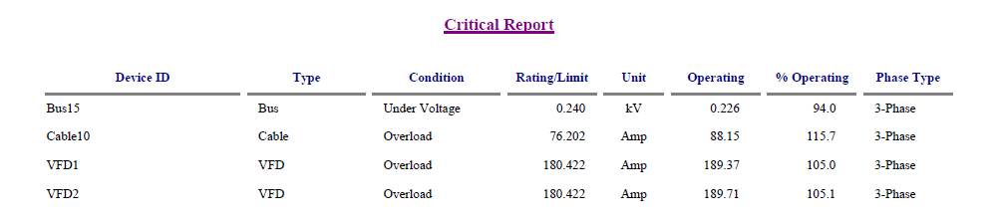 Critical Report
Device ID Type Condition Rating/Limit Unit Operating % Operating Phase Type
Bus15 Bus Under Voltage 0.240 kV 0.226 94.0 3-Phase
Cable10 Cable Overload 76.202 Amp 88.15 115.7 3-Phase
VFD1 VFD Overload 180.422 Amp 189.37 105.0 3-Phase
VFD2 VFD Overload 180.422 Amp 189.71 105.1 3-Phase